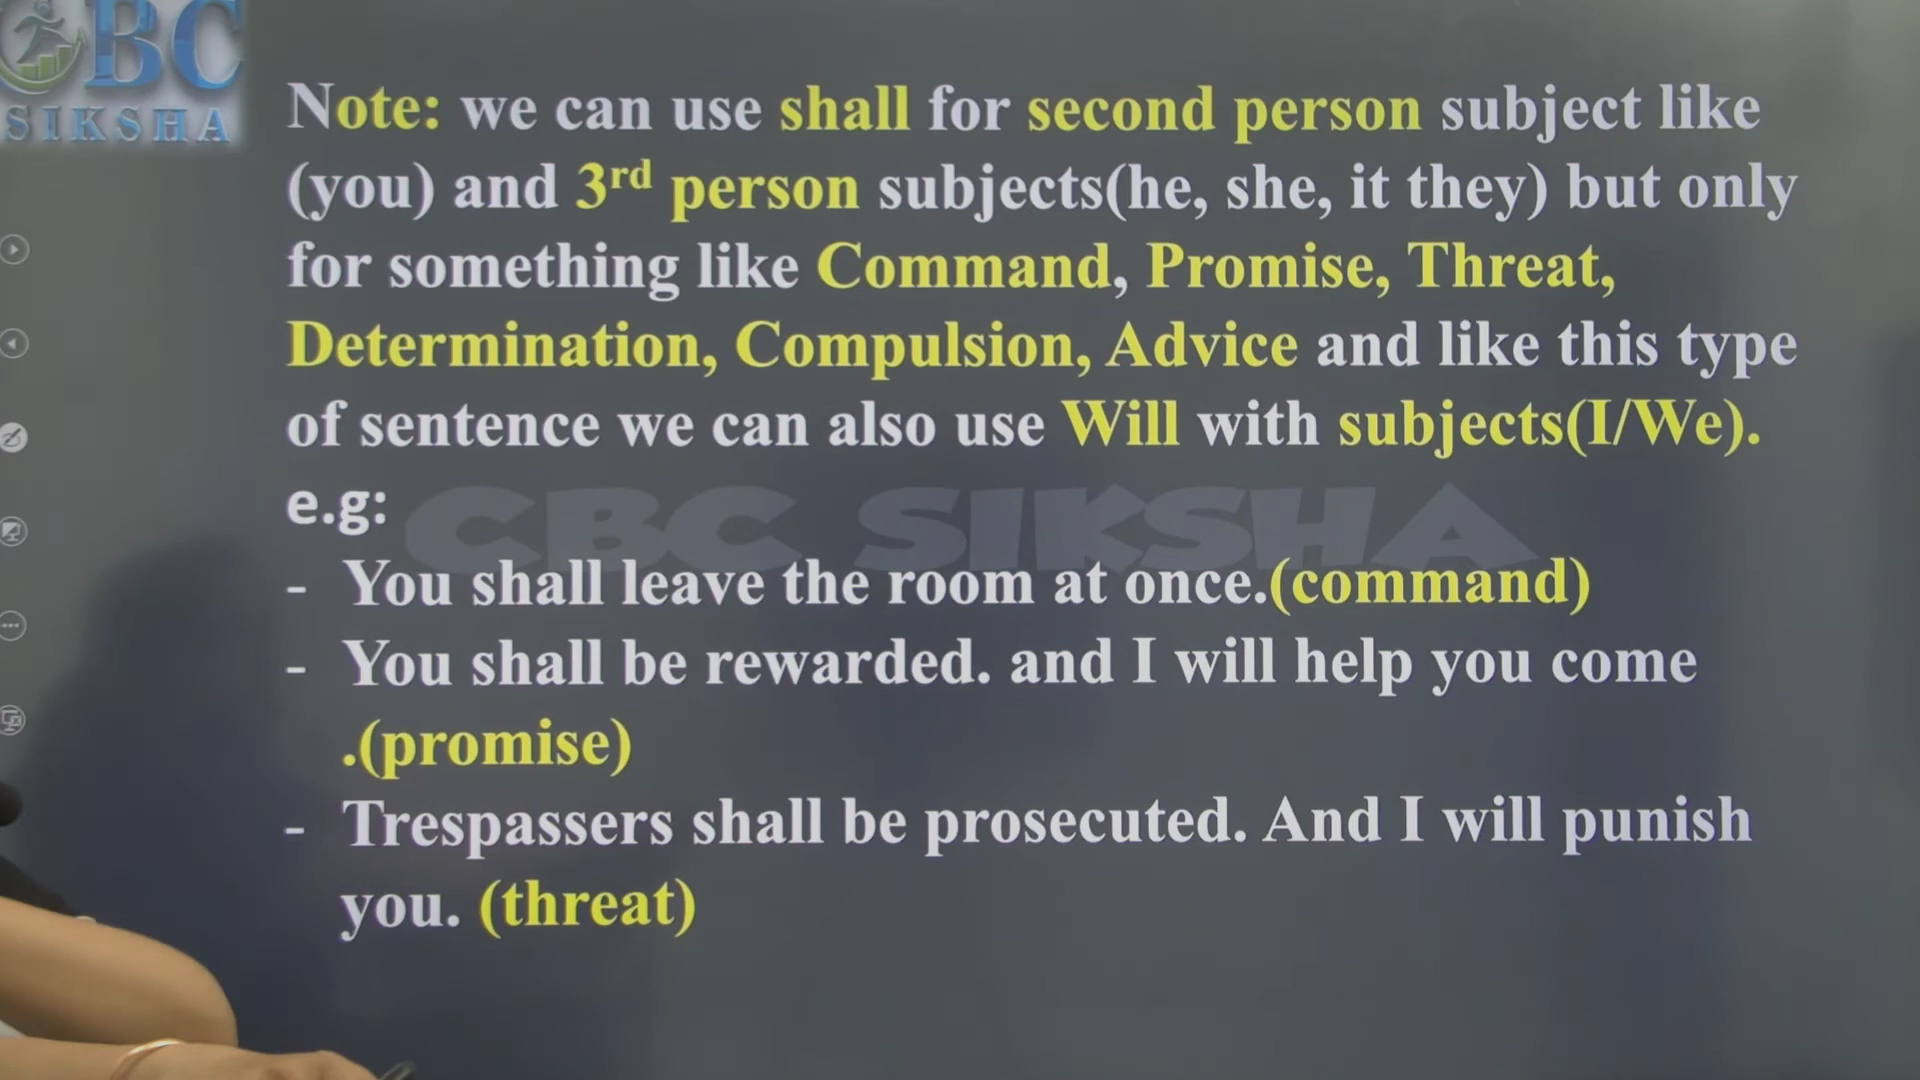 CBC
SIKSHA
Note: we can use shall for second person subject like
(you) and 3rd person subjects(he, she, it they) but only
for something like Command, Promise, Threat,
Determination, Compulsion, Advice and like this type
of sentence we can also use Will with subjects(I/We).
e.g:
CBC SIKSHA
- You shall leave the room at once.(command)
- You shall be rewarded. and I will help you come
.(promise)
- Trespassers shall be prosecuted. And I will punish
you. (threat)